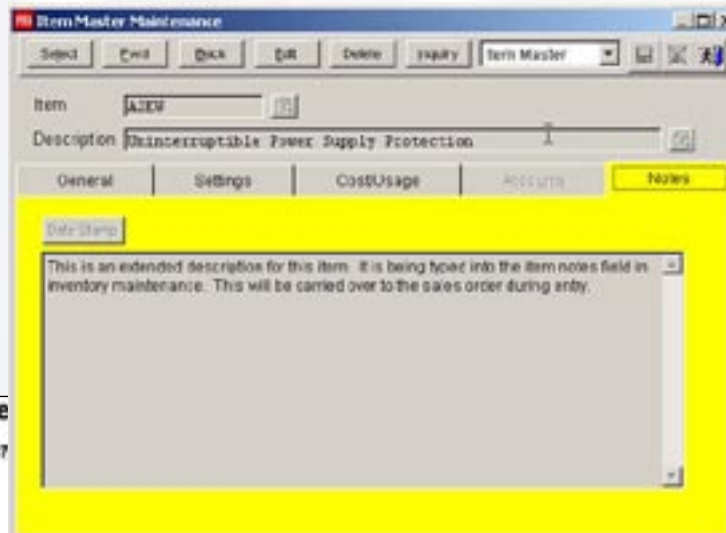 Item Master Maintenance
Select Fwd Back Edit Delete Inquiry Item Master
Item
Description Uninterruptible Power Supply Protection
General Settings Cost/Usage Accounts Notes
Date Stamp
This is an extended description for this item. It is being typed into the item notes field in
inventory maintenance. This will be carried over to the sales order during entry.